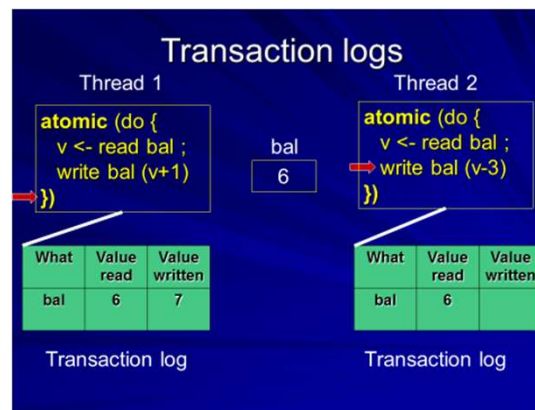 Transaction logs
Thread 1
atomic (do {
v <- read bal ;
write bal (v+1)
})
bal
6
Thread 2
atomic (do {
v <- read bal ;
write bal (v-3)
})
What Value read Value written
bal 6 7
Transaction log
What Value read Value written
bal 6
Transaction log